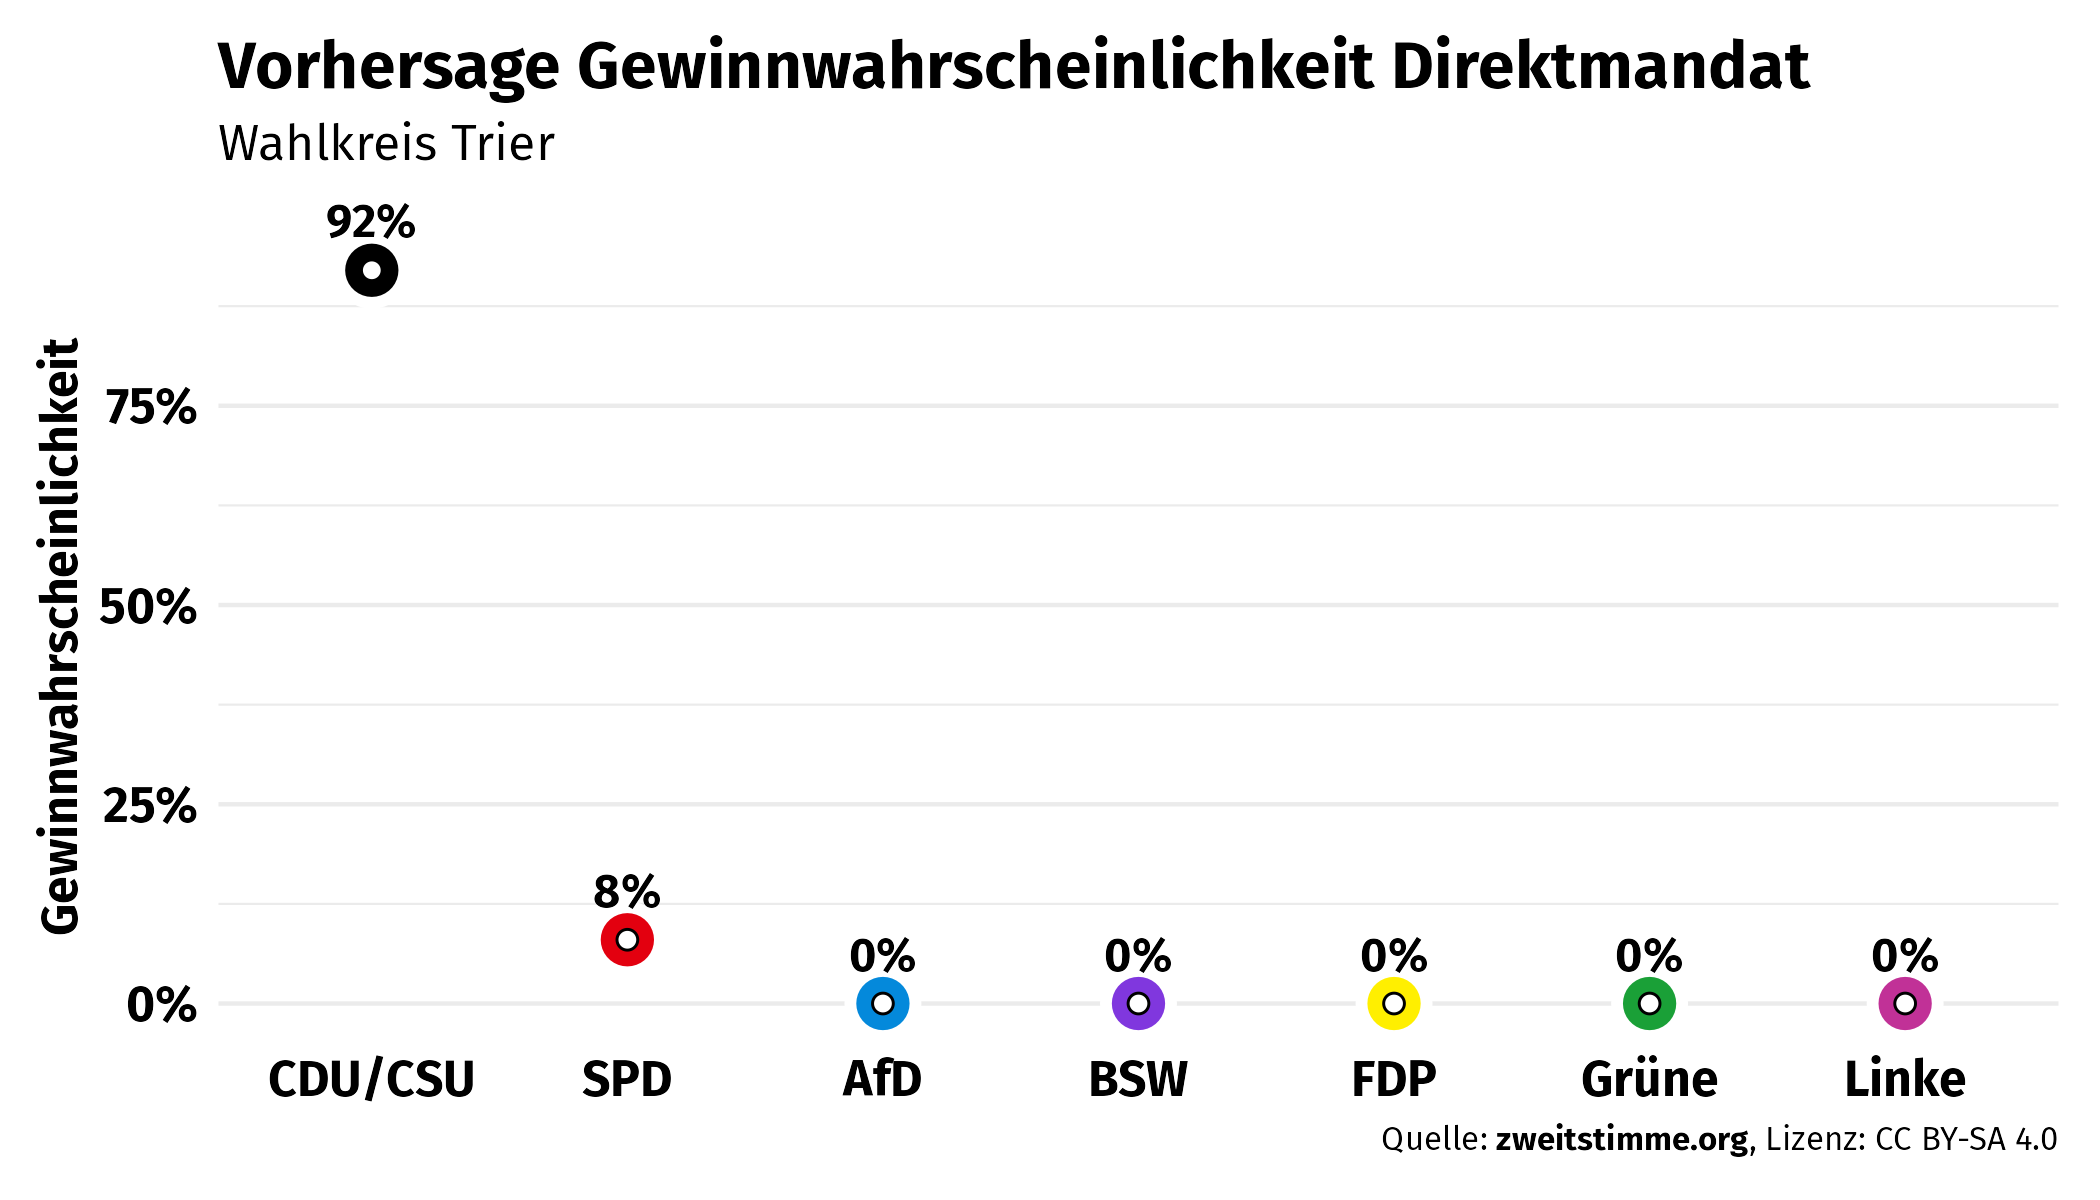 Vorhersage Gewinnwahrscheinlichkeit Direktmandat
Wahlkreis Trier
Gewinnwahrscheinlichkeit
75%
50%
25%
0%
92%
8%
0%
0%
0%
0%
0%
CDU/CSU
SPD
AfD
BSW
FDP
Grüne
Linke
Quelle: zweitstimme.org, Lizenz: CC BY-SA 4.0